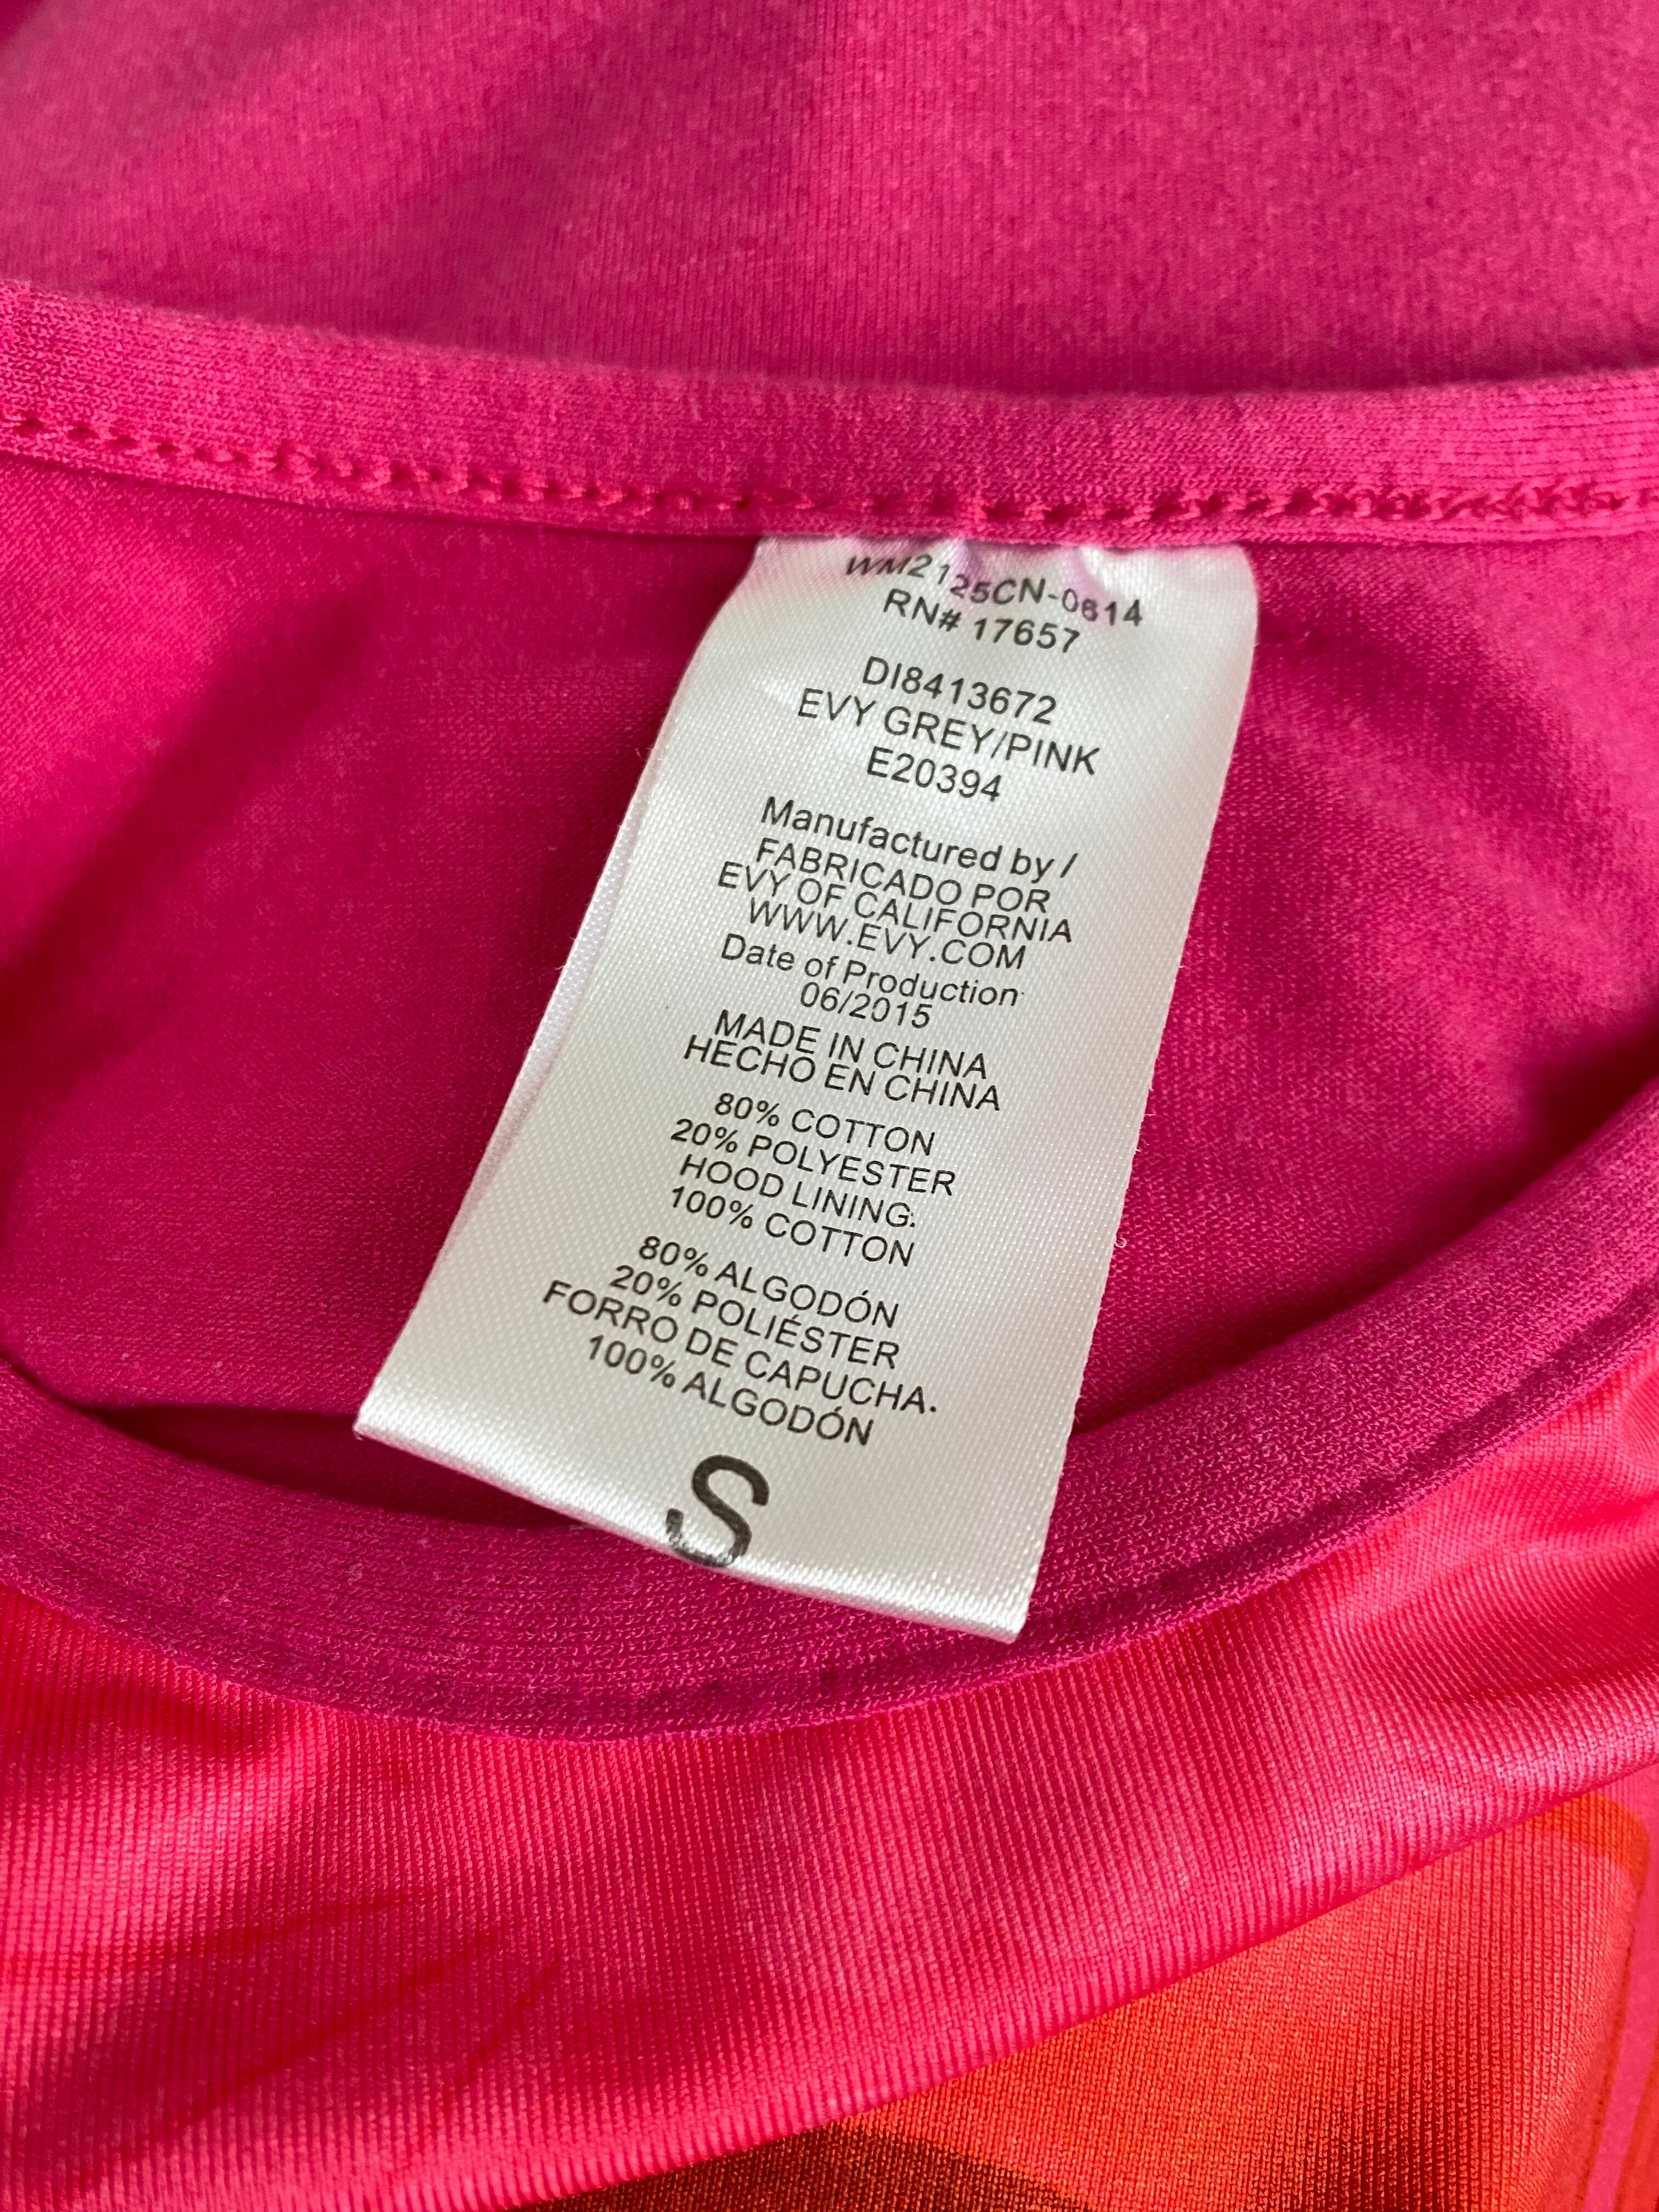 WM2125CN-0614
RN# 17657
DI8413672
EVY GREY/PINK
E20394
Manufactured by /
FABRICADO POR
EVY OF CALIFORNIA
WWW.EVY.COM
Date of Production
06/2015
MADE IN CHINA
HECHO EN CHINA
80% COTTON
20% POLYESTER
HOOD LINING.
100% COTTON
80% ALGODÓN
20% POLIÉSTER
FORRO DE CAPUCHA.
100% ALGODÓN
S